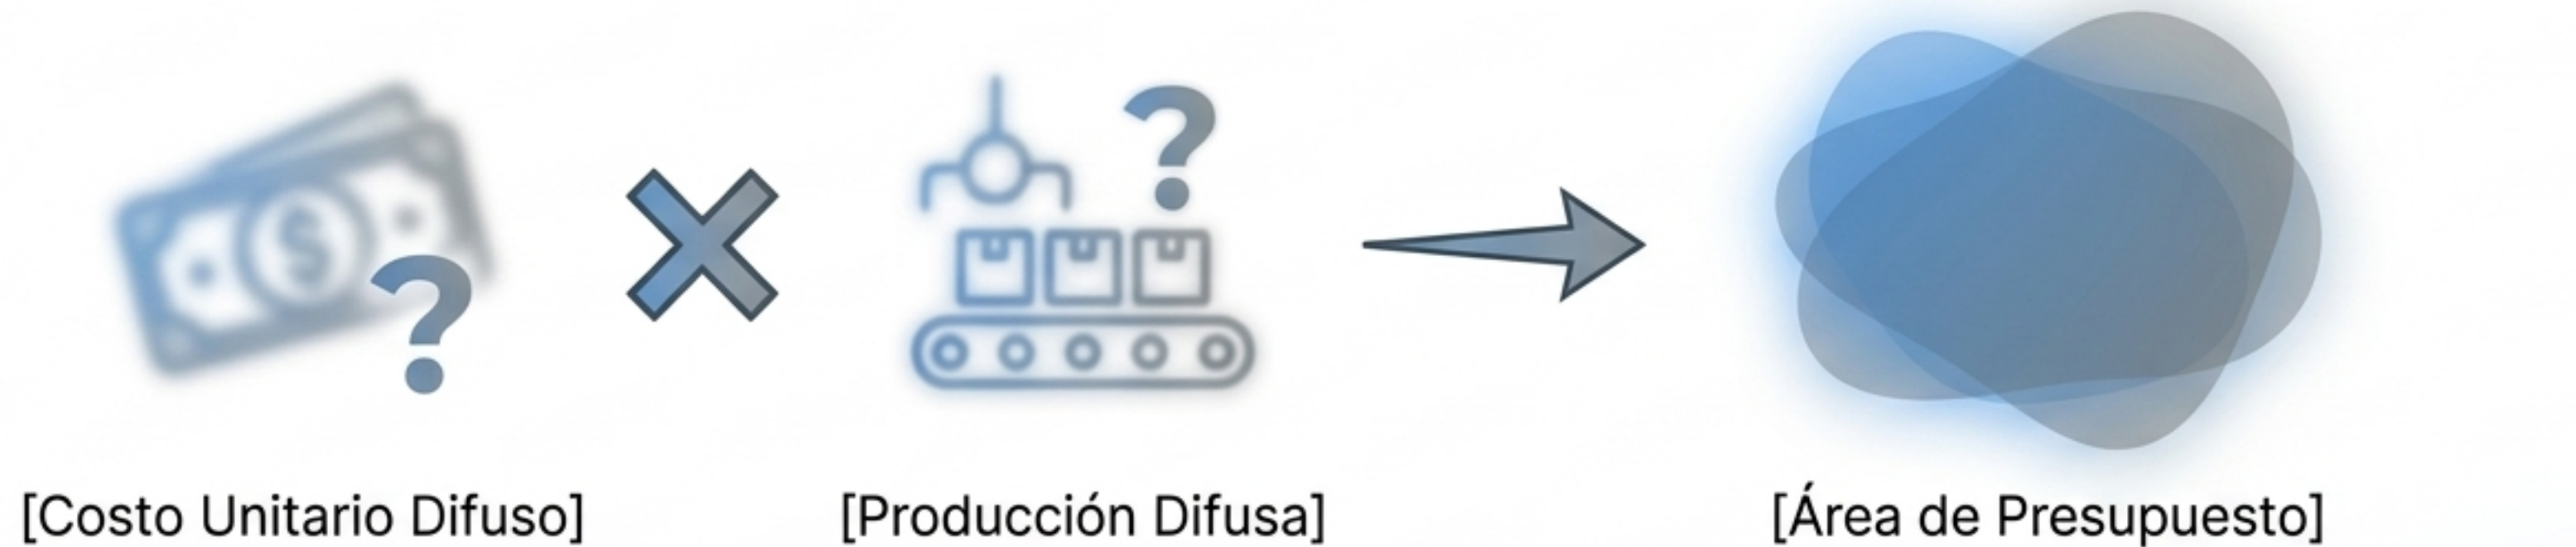 ?
$
?
[Costo Unitario Difuso]
[Producción Difusa]
[Área de Presupuesto]